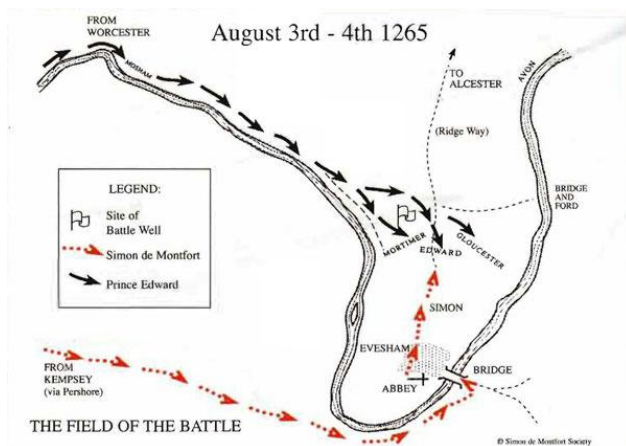 FROM
WORCESTER
August 3rd - 4th 1265
MOSHAM
TO
ALCESTER
AVON
(Ridge Way)
LEGEND:
Site of
Battle Well
Simon de Montfort
Prince Edward
BRIDGE
AND
FORD
MORTIMER
EDWARD
GLOUCESTER
SIMON
EVESHAM
BRIDGE
ABBEY
FROM
KEMPSEY
(via Pershore)
THE FIELD OF THE BATTLE
© Simon de Montfort Society